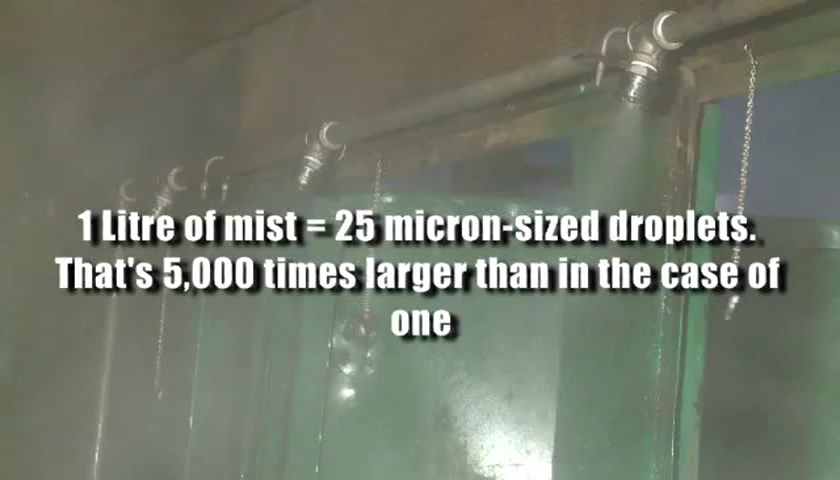 1 Litre of mist = 25 micron-sized droplets.
That's 5,000 times larger than in the case of
one